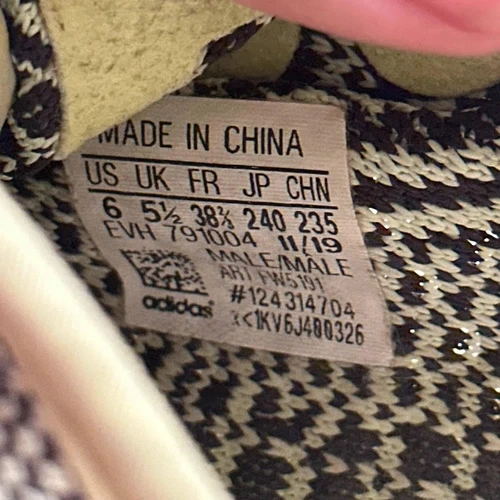 MADE IN CHINA
US UK FR JP CHN
6 5½ 38⅔ 240 235
EVH 791004 11/19
MALE/MALE
ART FW5191
#124314704
adidas
<1KV6J400326